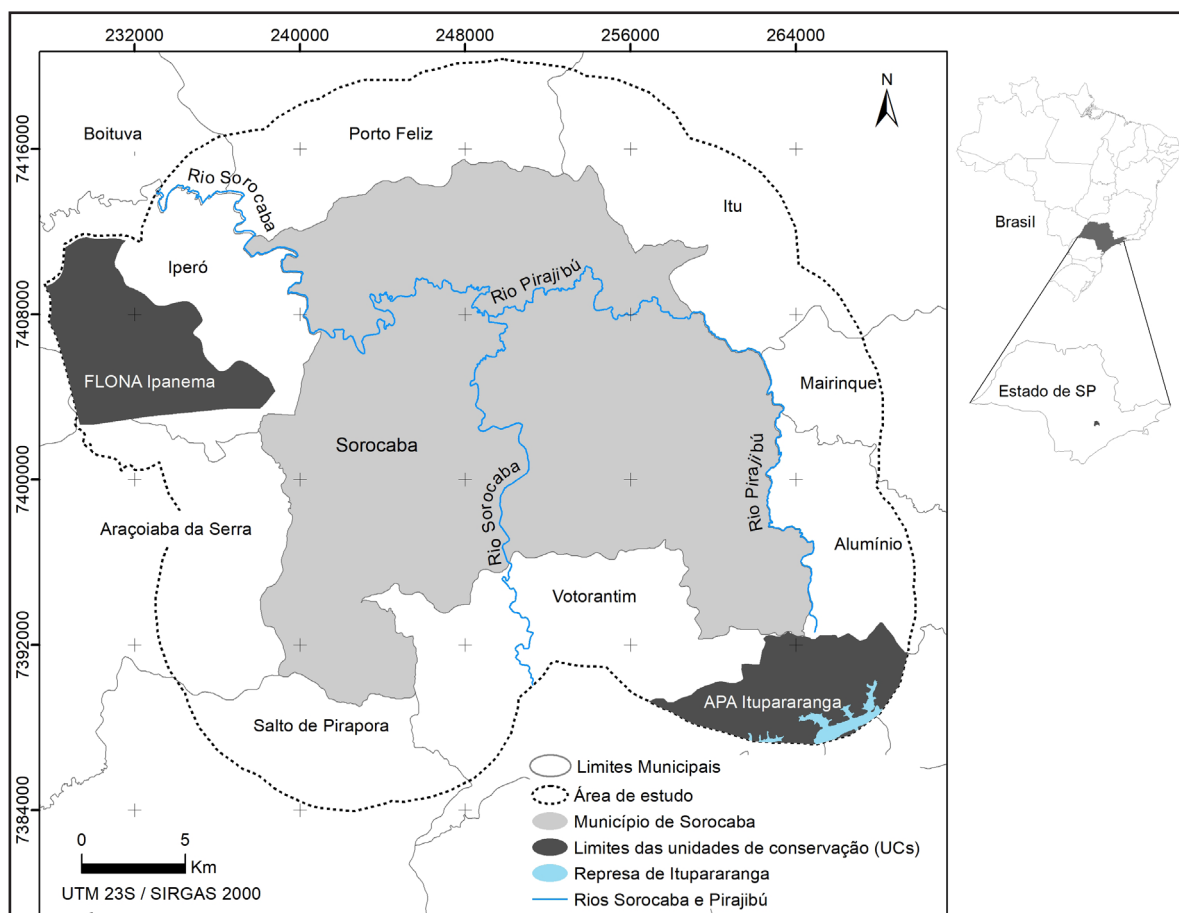 232000
240000
248000
256000
264000
7416000
7408000
7400000
7392000
7384000
N
Boituva
Porto Feliz
Rio Sorocaba
Itu
Iperó
Rio Pirajibú
FLONA Ipanema
Mairinque
Sorocaba
Rio Sorocaba
Rio Pirajibú
Araçoiaba da Serra
Alumínio
Votorantim
APA Itupararanga
Salto de Pirapora
Brasil
Estado de SP
Limites Municipais
Área de estudo
Município de Sorocaba
Limites das unidades de conservação (UCs)
Represa de Itupararanga
Rios Sorocaba e Pirajibú
0 5
Km
UTM 23S / SIRGAS 2000